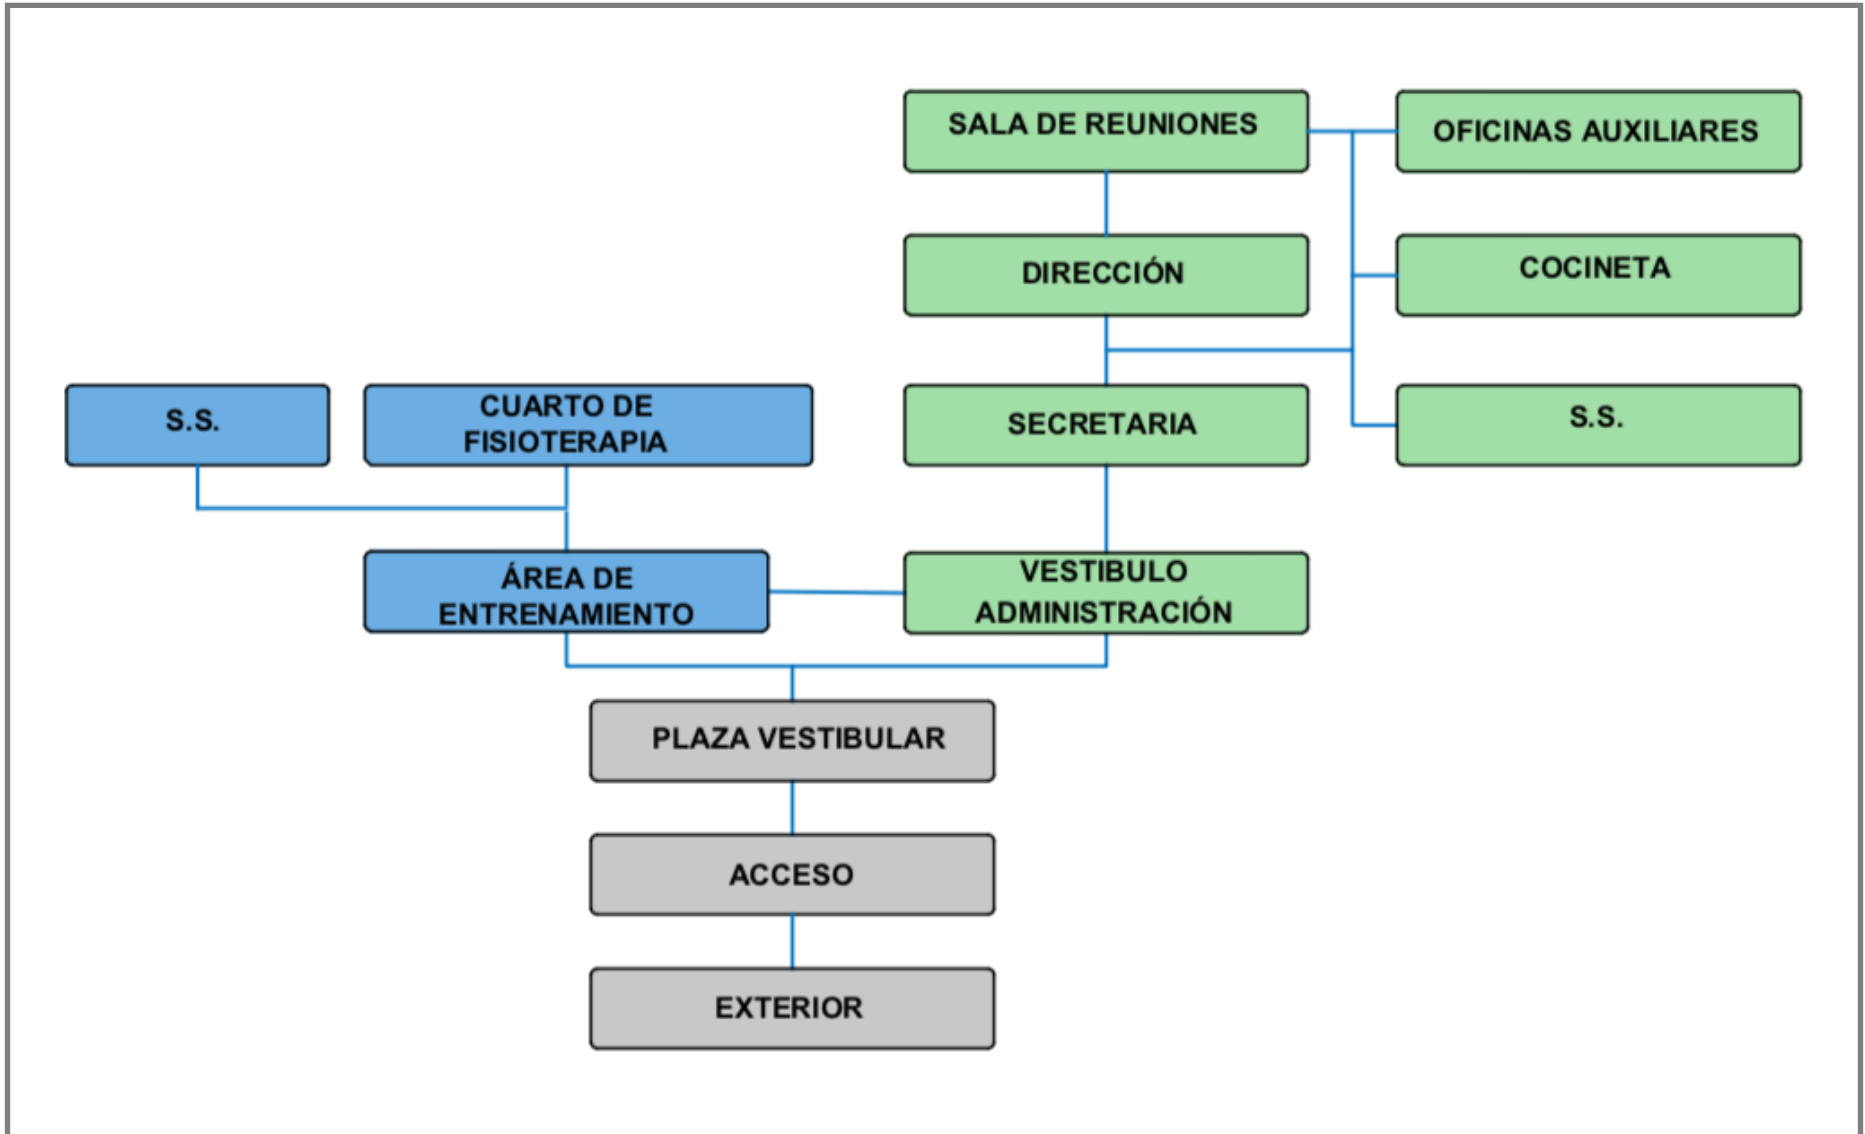 SALA DE REUNIONES
OFICINAS AUXILIARES
DIRECCIÓN
COCINETA
S.S.
CUARTO DE
FISIOTERAPIA
SECRETARIA
S.S.
ÁREA DE
ENTRENAMIENTO
VESTIBULO
ADMINISTRACIÓN
PLAZA VESTIBULAR
ACCESO
EXTERIOR